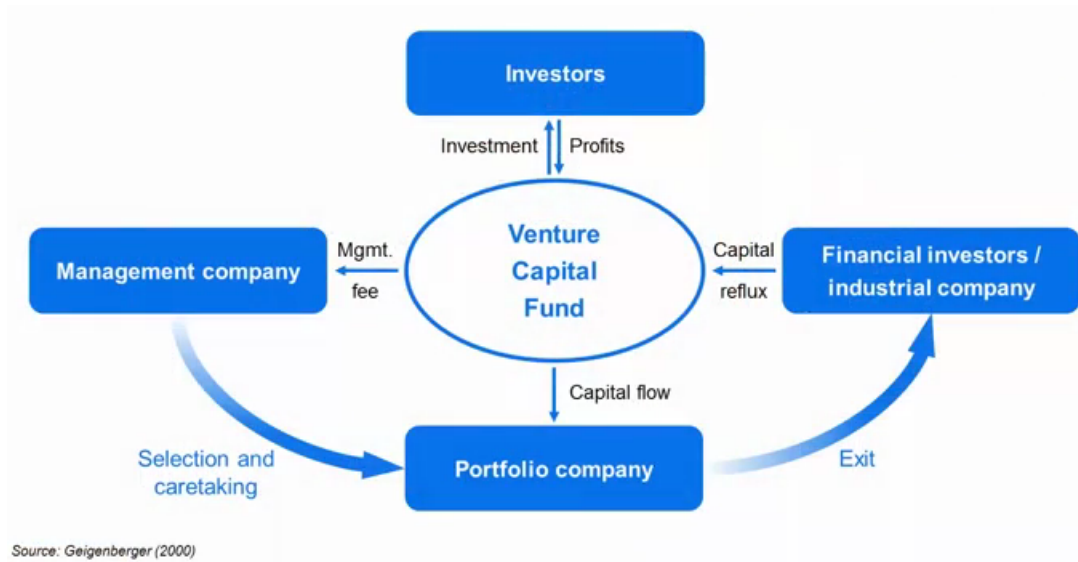 Investors
Investment
Profits
Venture
Capital
Fund
Management company
Mgmt.
fee
Capital
reflux
Financial investors /
industrial company
Capital flow
Selection and
caretaking
Portfolio company
Exit
Source: Geigenberger (2000)